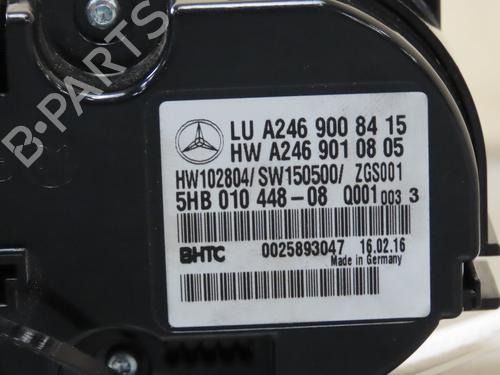 LU A246 900 84 15
HW A246 901 08 05
HW102804/SW150500/ ZGS001
5HB 010 448-08 Q001 003 3
BHTC 0025893047 16.02.16
Made in Germany
B-PARTS